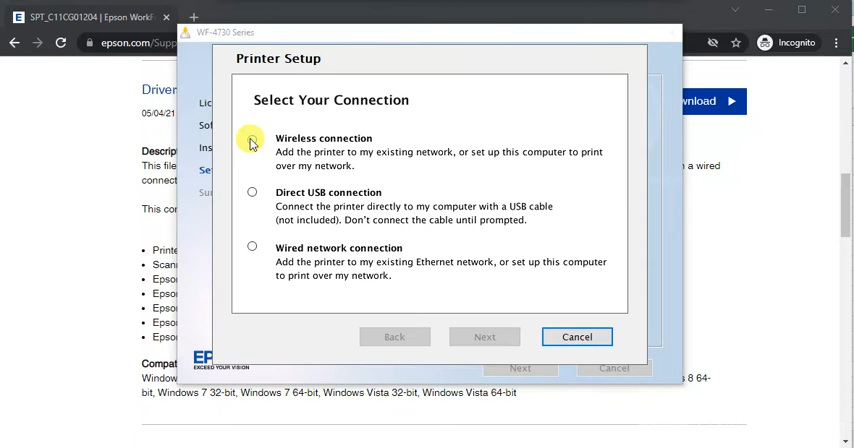 SPT_C11CG01204 | Epson WorkF
WF-4730 Series
epson.com/Supp
Incognito
Printer Setup
Select Your Connection
Wireless connection
Add the printer to my existing network, or set up this computer to print
over my network.
Direct USB connection
Connect the printer directly to my computer with a USB cable
(not included). Don't connect the cable until prompted.
Wired network connection
Add the printer to my existing Ethernet network, or set up this computer
to print over my network.
Back
Next
Cancel
Lic
Sof
Ins
Se
Su
Next
Cancel
EP
EXCEED YOUR VISION
Driver
05/04/21
wnload
Descrip
This file
n a wired
connect
This cor
Printe
Scan
Epso
Epso
Epso
Epso
Epso
Compat
Window
s 8 64-
bit, Windows 7 32-bit, Windows 7 64-bit, Windows Vista 32-bit, Windows Vista 64-bit